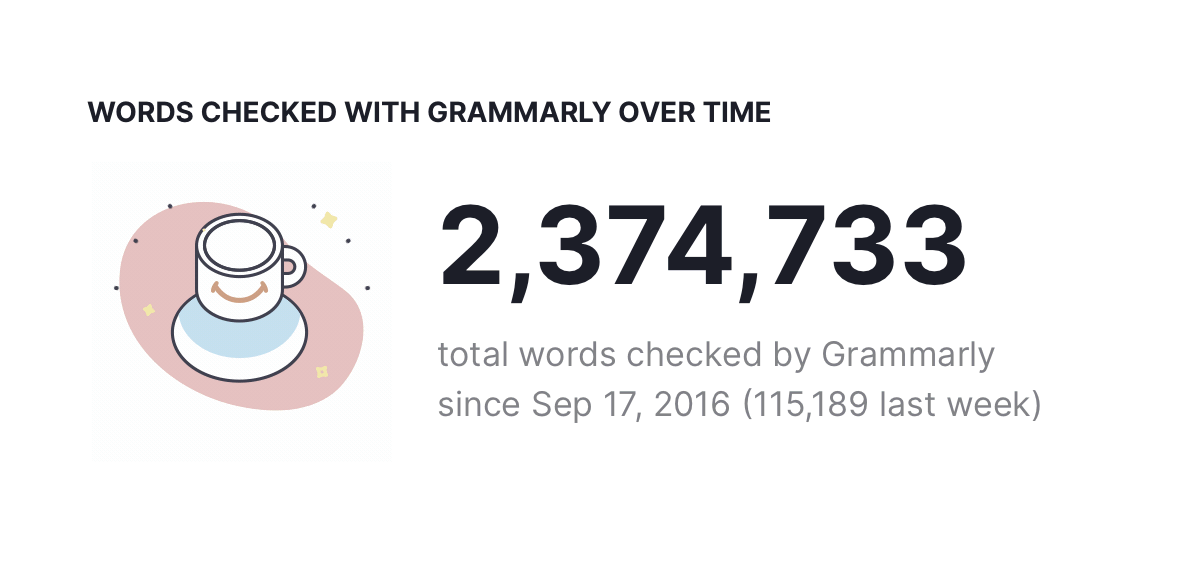 WORDS CHECKED WITH GRAMMARLY OVER TIME
2,374,733
total words checked by Grammarly
since Sep 17, 2016 (115,189 last week)